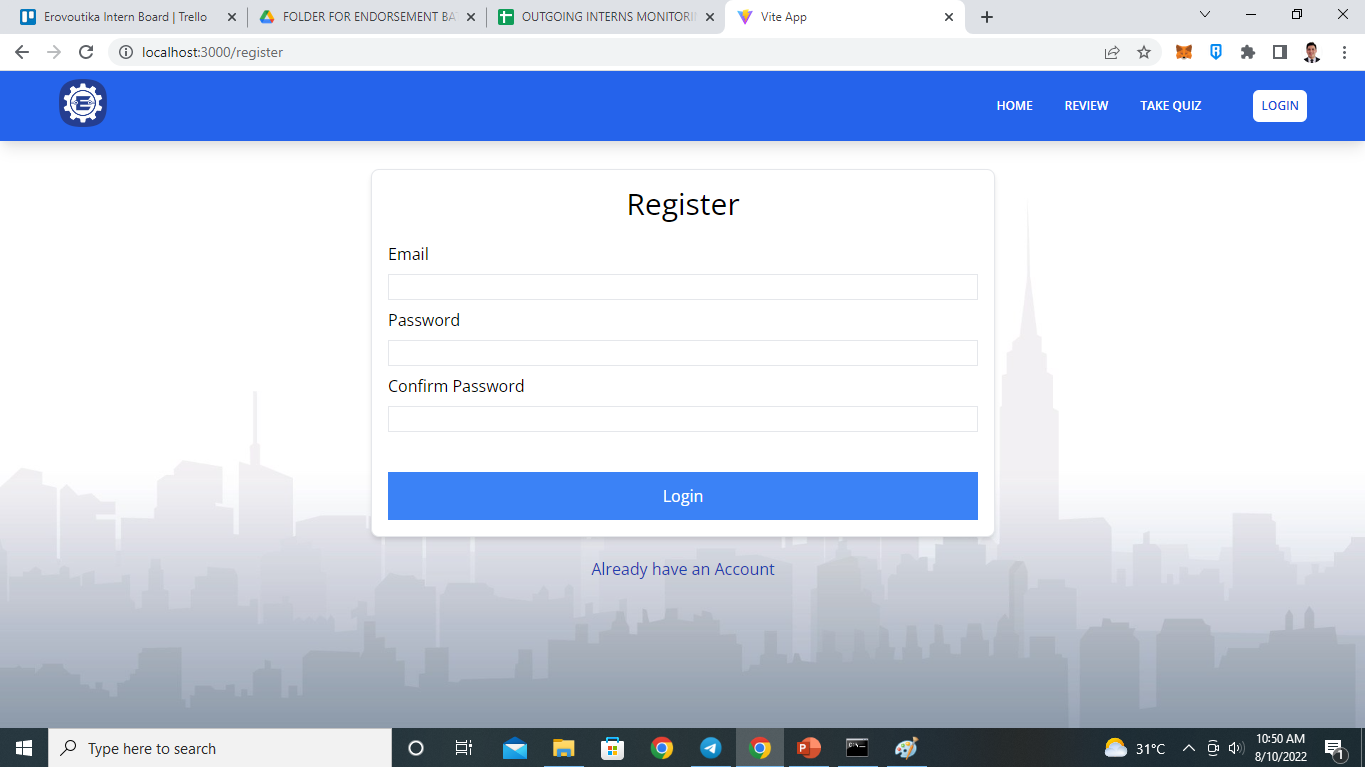 Erovoutika Intern Board | Trello
FOLDER FOR ENDORSEMENT BAT
OUTGOING INTERNS MONITORI
Vite App
localhost:3000/register
HOME
REVIEW
TAKE QUIZ
LOGIN
Register
Email
Password
Confirm Password
Login
Already have an Account
Type here to search
31°C
10:50 AM
8/10/2022
1